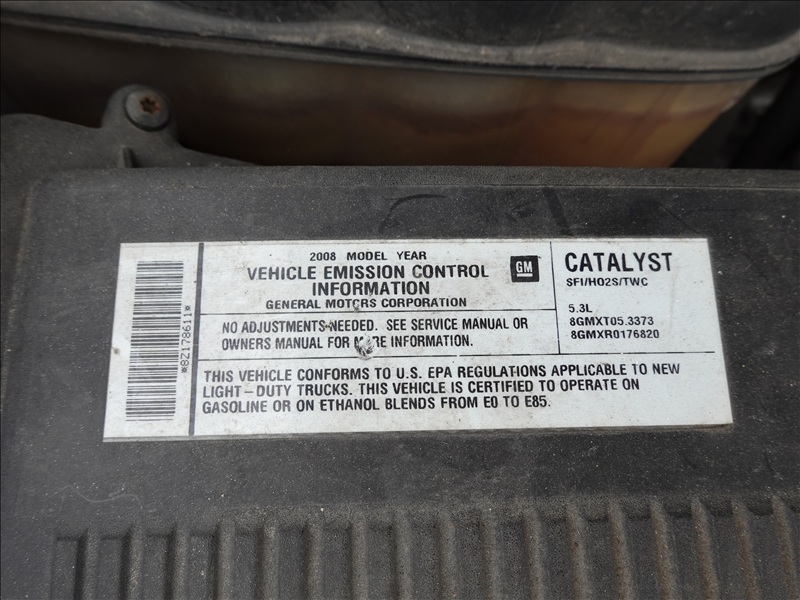 *8Z178611*
2008 MODEL YEAR
VEHICLE EMISSION CONTROL
INFORMATION
GENERAL MOTORS CORPORATION
GM
NO ADJUSTMENTS NEEDED. SEE SERVICE MANUAL OR
OWNERS MANUAL FOR MORE INFORMATION.
CATALYST
SFI/HO2S/TWC
5.3L
8GMXT05.3373
8GMXR0176820
THIS VEHICLE CONFORMS TO U.S. EPA REGULATIONS APPLICABLE TO NEW
LIGHT-DUTY TRUCKS. THIS VEHICLE IS CERTIFIED TO OPERATE ON
GASOLINE OR ON ETHANOL BLENDS FROM E0 TO E85.